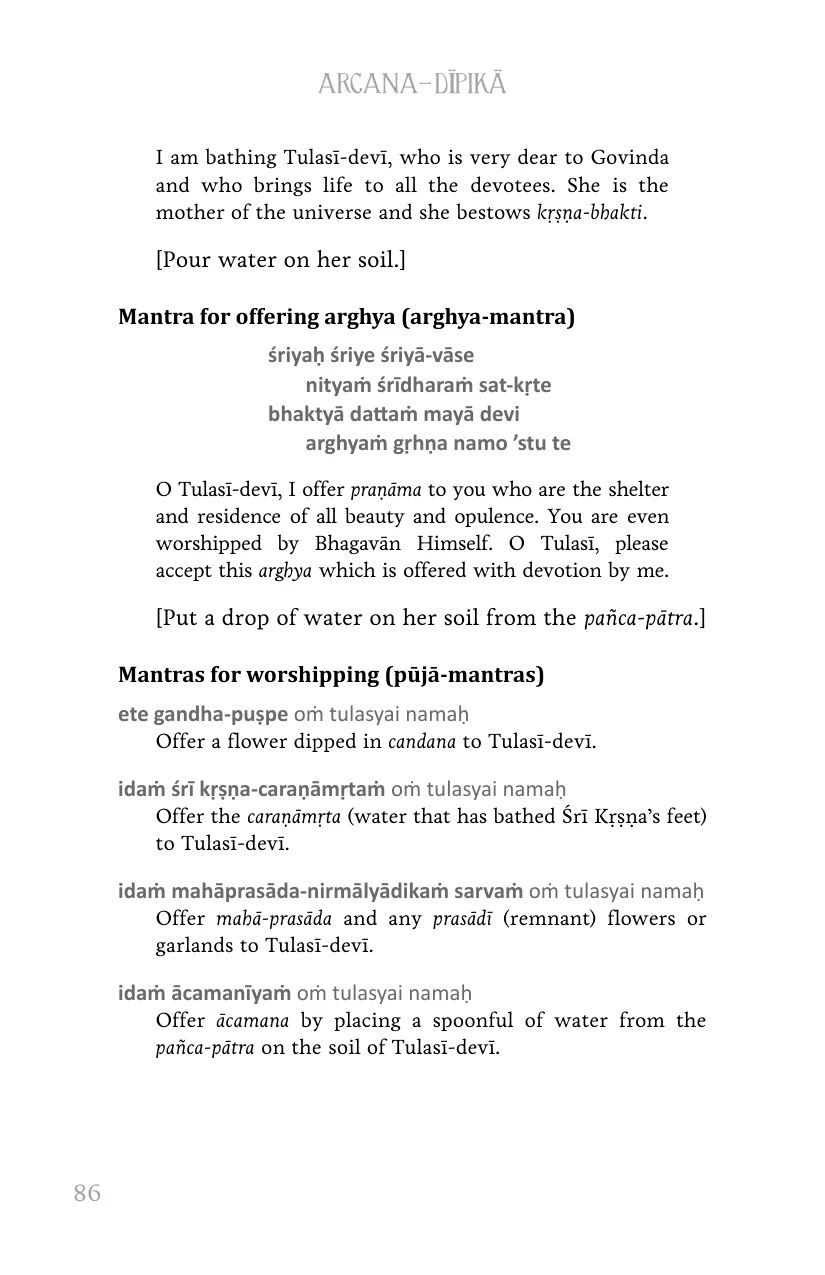 ARCANA-DĪPIKĀ
I am bathing Tulasī-devī, who is very dear to Govinda
and who brings life to all the devotees. She is the
mother of the universe and she bestows kṛṣṇa-bhakti.
[Pour water on her soil.]
Mantra for offering arghya (arghya-mantra)
śriyaḥ śriye śriyā-vāse
nityaṁ śrīdharaṁ sat-kṛte
bhaktyā dattaṁ mayā devi
arghyaṁ gṛhṇa namo ’stu te
O Tulasī-devī, I offer praṇāma to you who are the shelter
and residence of all beauty and opulence. You are even
worshipped by Bhagavān Himself. O Tulasī, please
accept this arghya which is offered with devotion by me.
[Put a drop of water on her soil from the pañca-pātra.]
Mantras for worshipping (pūjā-mantras)
ete gandha-puṣpe oṁ tulasyai namaḥ
Offer a flower dipped in candana to Tulasī-devī.
idaṁ śrī kṛṣṇa-caraṇāmṛtaṁ oṁ tulasyai namaḥ
Offer the caraṇāmṛta (water that has bathed Śrī Kṛṣṇa’s feet)
to Tulasī-devī.
idaṁ mahāprasāda-nirmālyādikaṁ sarvaṁ oṁ tulasyai namaḥ
Offer mahā-prasāda and any prasādī (remnant) flowers or
garlands to Tulasī-devī.
idaṁ ācamanīyaṁ oṁ tulasyai namaḥ
Offer ācamana by placing a spoonful of water from the
pañca-pātra on the soil of Tulasī-devī.
86